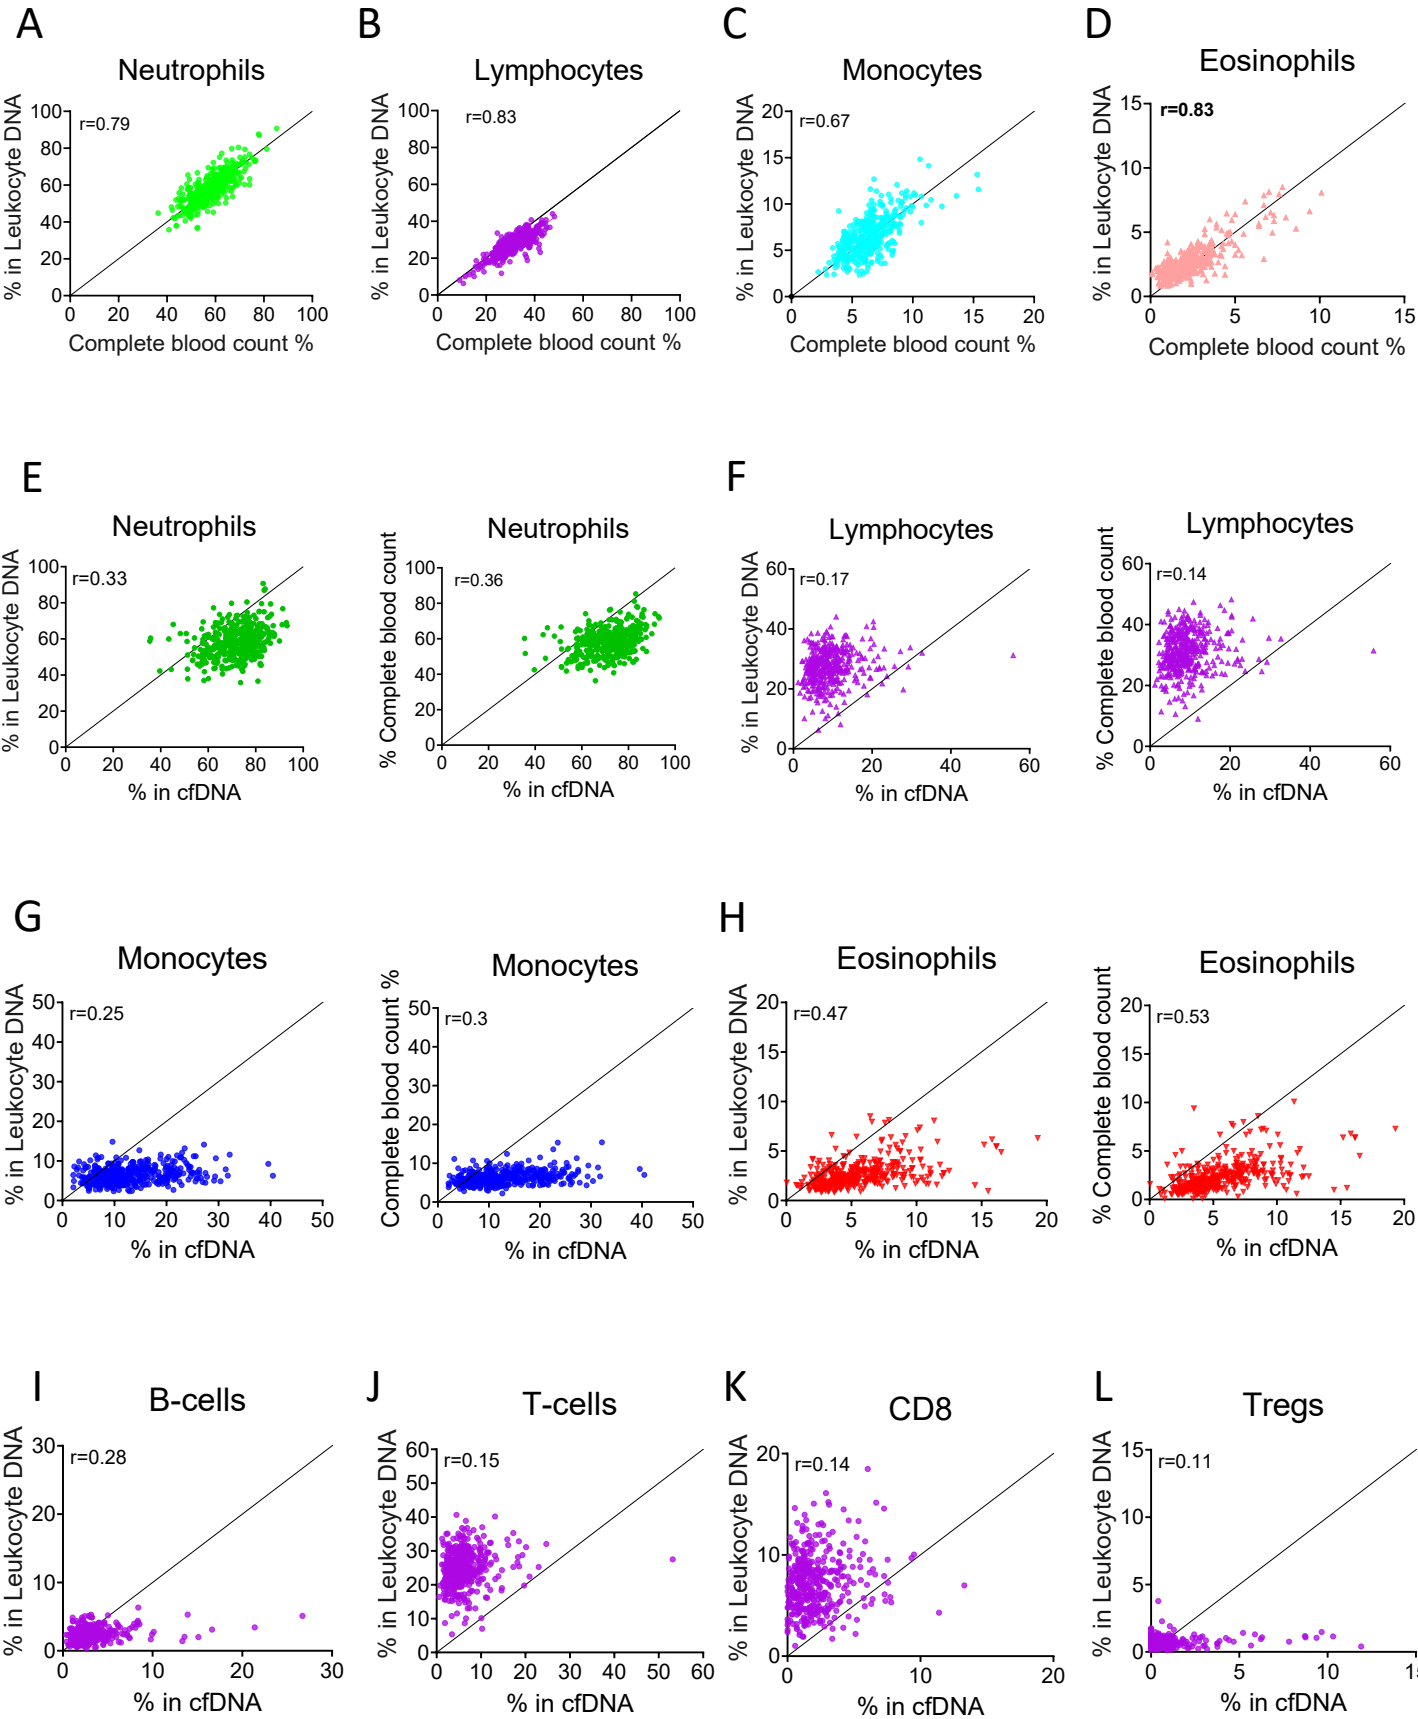 A
B
C
D
Neutrophils
Lymphocytes
Monocytes
Eosinophils
% in Leukocyte DNA
100
80
60
40
20
0
r=0.79
0 20 40 60 80 100
Complete blood count %
% in Leukocyte DNA
100
80
60
40
20
0
r=0.83
0 20 40 60 80 100
Complete blood count %
% in Leukocyte DNA
20
15
10
5
0
r=0.67
0 5 10 15 20
Complete blood count %
% in Leukocyte DNA
15
10
5
0
r=0.83
0 5 10 15
Complete blood count %
E
F
Neutrophils
Neutrophils
Lymphocytes
Lymphocytes
% in Leukocyte DNA
100
80
60
40
20
0
r=0.33
0 20 40 60 80 100
% in cfDNA
% Complete blood count
100
80
60
40
20
0
r=0.36
0 20 40 60 80 100
% in cfDNA
% in Leukocyte DNA
60
40
20
0
r=0.17
0 20 40 60
% in cfDNA
% Complete blood count
60
40
20
0
r=0.14
0 20 40 60
% in cfDNA
G
H
Monocytes
Monocytes
Eosinophils
Eosinophils
% in Leukocyte DNA
50
40
30
20
10
0
r=0.25
0 10 20 30 40 50
% in cfDNA
Complete blood count %
50
40
30
20
10
0
r=0.3
0 10 20 30 40 50
% in cfDNA
% in Leukocyte DNA
20
15
10
5
0
r=0.47
0 5 10 15 20
% in cfDNA
% Complete blood count
20
15
10
5
0
r=0.53
0 5 10 15 20
% in cfDNA
I
J
K
L
B-cells
T-cells
CD8
Tregs
% in Leukocyte DNA
30
20
10
0
r=0.28
0 10 20 30
% in cfDNA
% in Leukocyte DNA
60
50
40
30
20
10
0
r=0.15
0 10 20 30 40 50 60
% in cfDNA
% in Leukocyte DNA
20
10
0
r=0.14
0 10 20
% in cfDNA
% in Leukocyte DNA
15
10
5
0
r=0.11
0 5 10 15
% in cfDNA